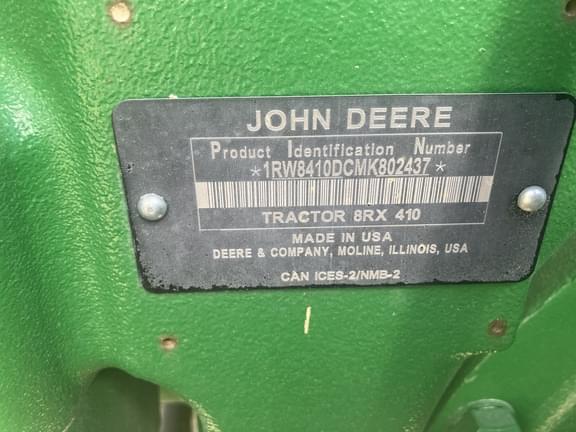 JOHN DEERE
Product Identification Number
*1RW8410DCMK802437*
TRACTOR 8RX 410
MADE IN USA
DEERE & COMPANY, MOLINE, ILLINOIS, USA
CAN ICES-2/NMB-2